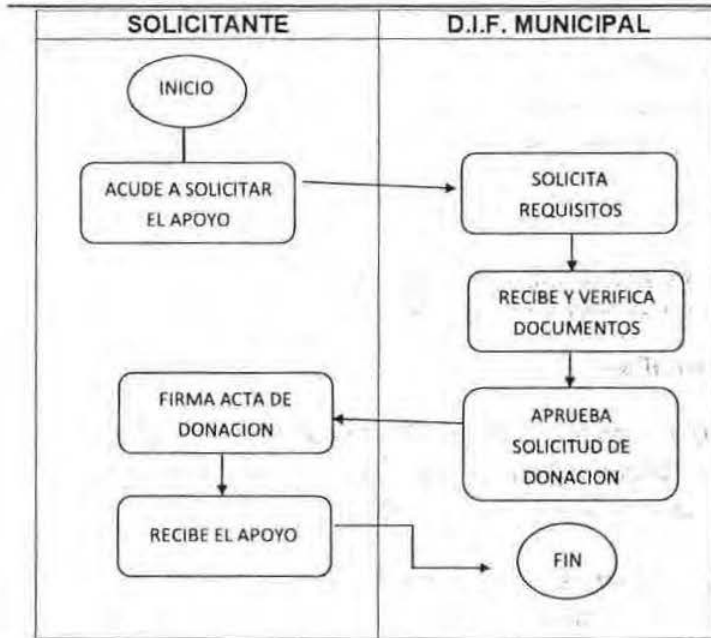 SOLICITANTE
D.I.F. MUNICIPAL
INICIO
ACUDE A SOLICITAR
EL APOYO
SOLICITA
REQUISITOS
RECIBE Y VERIFICA
DOCUMENTOS
APRUEBA
SOLICITUD DE
DONACION
FIRMA ACTA DE
DONACION
RECIBE EL APOYO
FIN